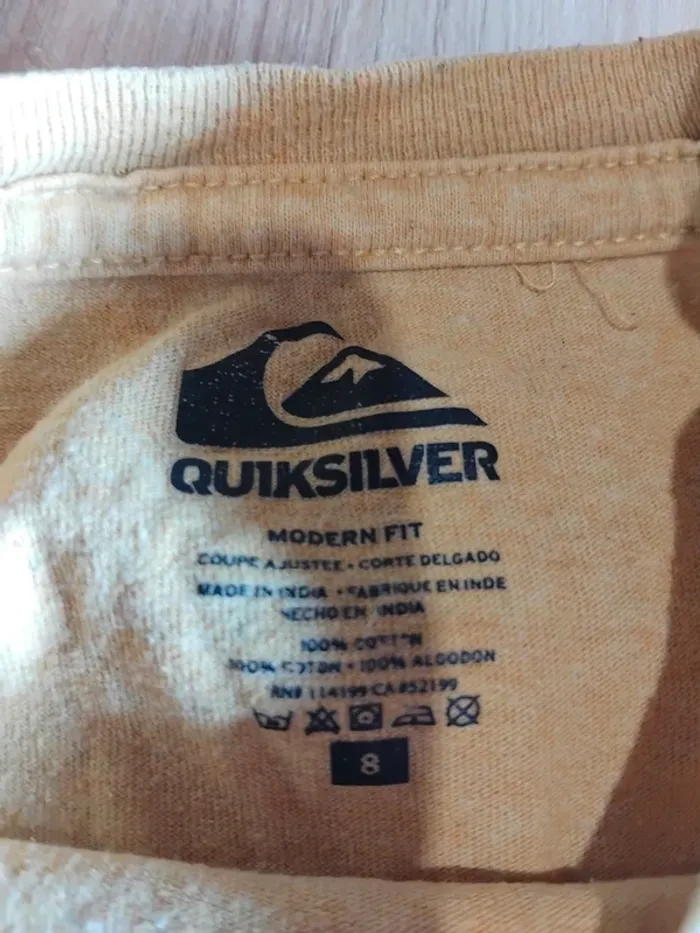 QUIKSILVER
MODERN FIT
COUPE AJUSTEE • CORTE DELGADO
MADE IN INDIA • FABRIQUE EN INDE
HECHO EN INDIA
100% COTTON
100% COTON • 100% ALGODON
RN# 114199 CA #52199
8